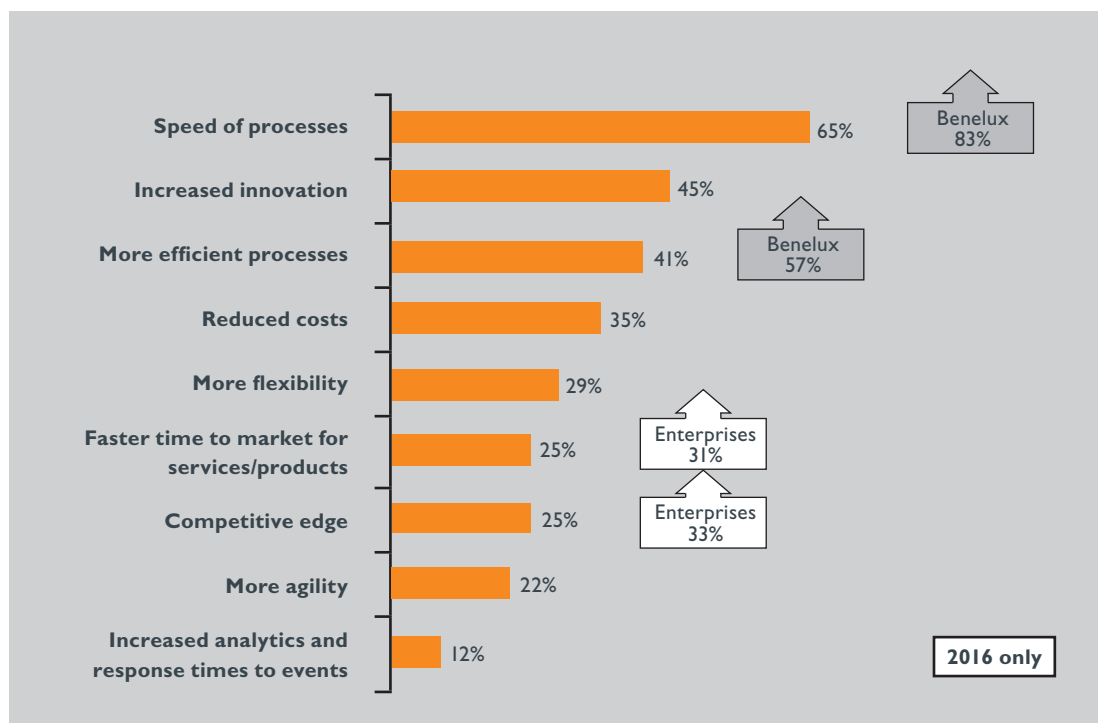 Speed of processes
65%
Benelux
83%
Increased innovation
45%
More efficient processes
41%
Benelux
57%
Reduced costs
35%
More flexibility
29%
Faster time to market for
services/products
25%
Enterprises
31%
Competitive edge
25%
Enterprises
33%
More agility
22%
Increased analytics and
response times to events
12%
2016 only